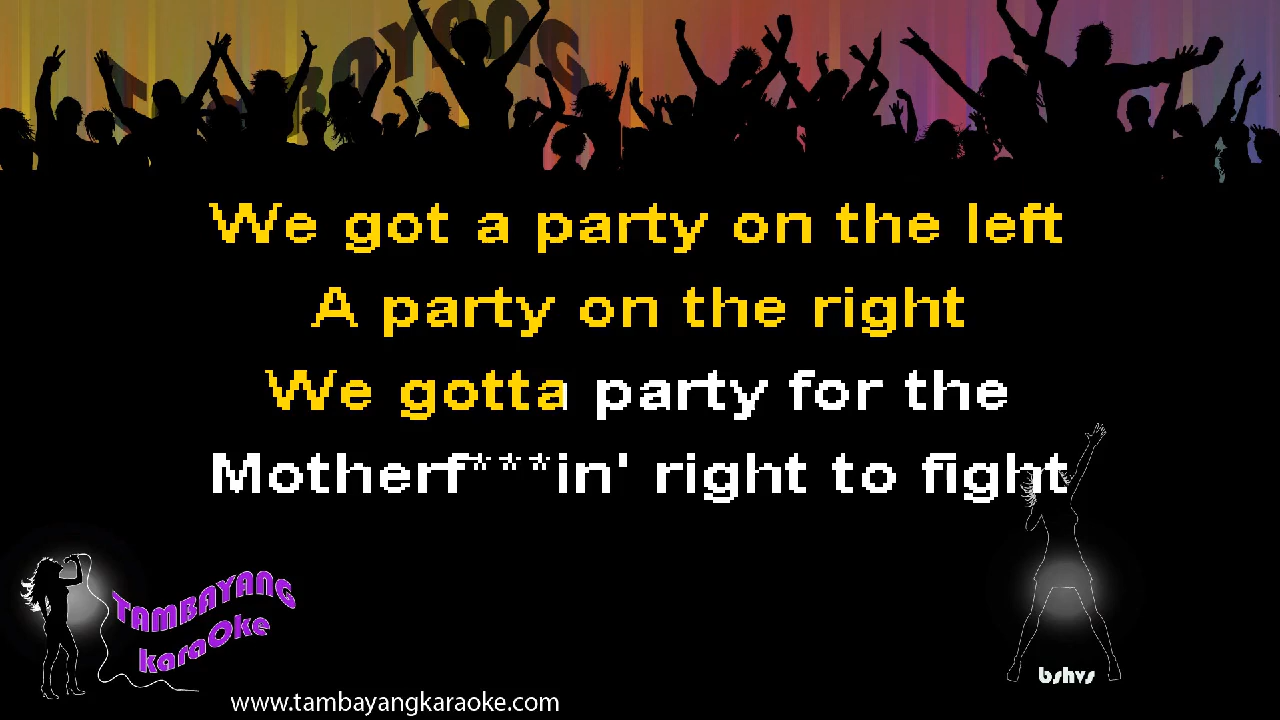 TAMBAYANG
We got a party on the left
A party on the right
We gotta party for the
Motherf***in' right to fight
TAMBAYANG
karaOke
bshvs
www.tambayangkaraoke.com